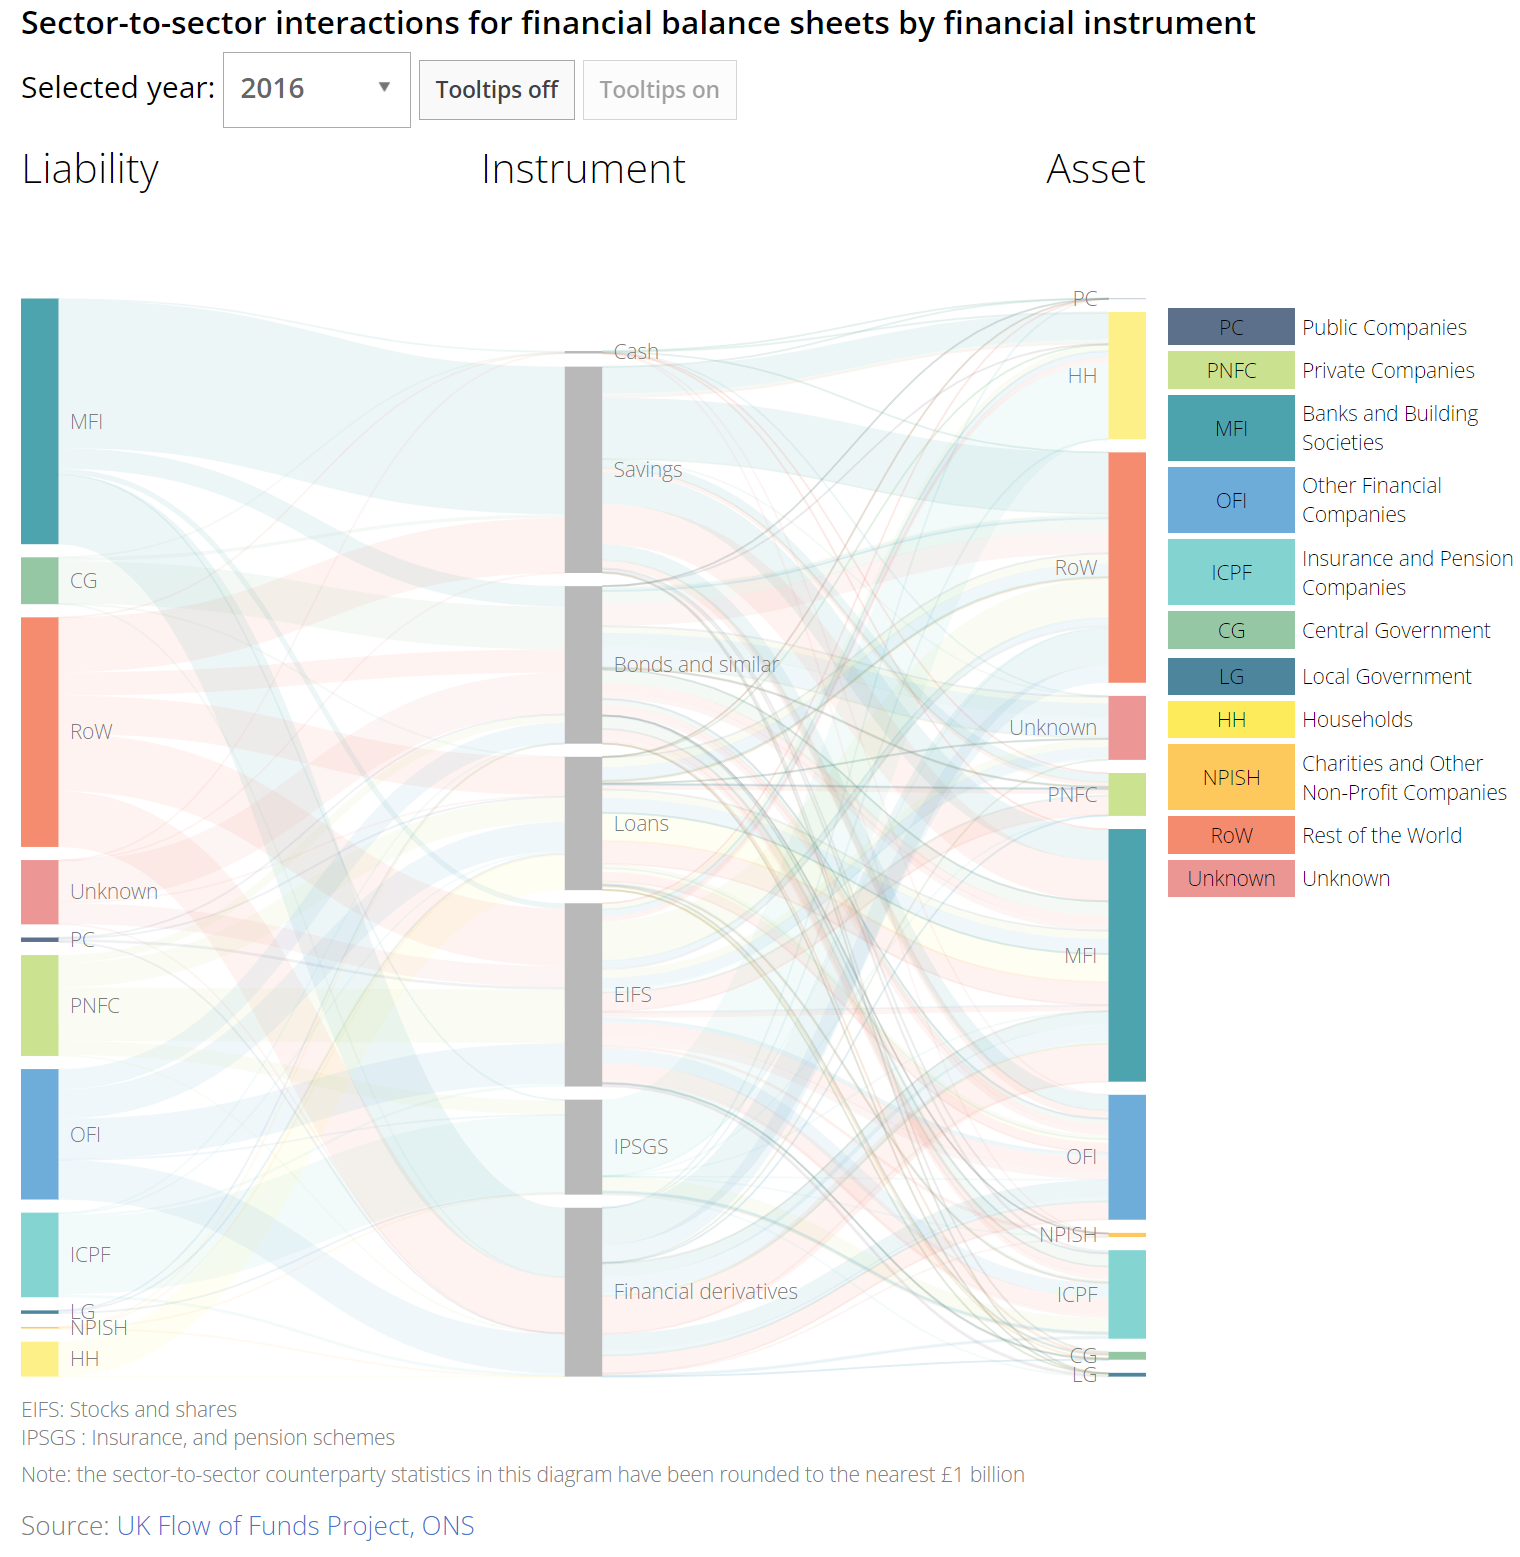 Sector-to-sector interactions for financial balance sheets by financial instrument
Selected year: 2016 Tooltips off Tooltips on
Liability Instrument Asset
MFI
CG
RoW
Unknown
PC
PNFC
OFI
ICPF
LG
NPISH
HH
Cash
Savings
Bonds and similar
Loans
EIFS
IPSGS
Financial derivatives
PC
HH
RoW
Unknown
PNFC
MFI
OFI
NPISH
ICPF
CG
LG
PC Public Companies
PNFC Private Companies
MFI Banks and Building
Societies
OFI Other Financial
Companies
ICPF Insurance and Pension
Companies
CG Central Government
LG Local Government
HH Households
NPISH Charities and Other
Non-Profit Companies
RoW Rest of the World
Unknown Unknown
EIFS: Stocks and shares
IPSGS : Insurance, and pension schemes
Note: the sector-to-sector counterparty statistics in this diagram have been rounded to the nearest £1 billion
Source: UK Flow of Funds Project, ONS